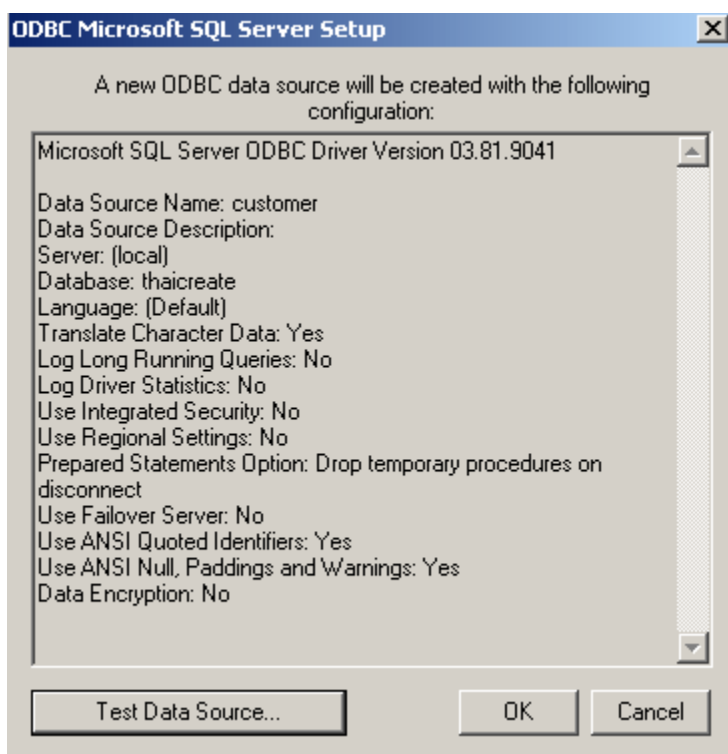 ODBC Microsoft SQL Server Setup
A new ODBC data source will be created with the following
configuration:
Microsoft SQL Server ODBC Driver Version 03.81.9041
Data Source Name: customer
Data Source Description:
Server: (local)
Database: thaicreate
Language: (Default)
Translate Character Data: Yes
Log Long Running Queries: No
Log Driver Statistics: No
Use Integrated Security: No
Use Regional Settings: No
Prepared Statements Option: Drop temporary procedures on
disconnect
Use Failover Server: No
Use ANSI Quoted Identifiers: Yes
Use ANSI Null, Paddings and Warnings: Yes
Data Encryption: No
Test Data Source... OK Cancel